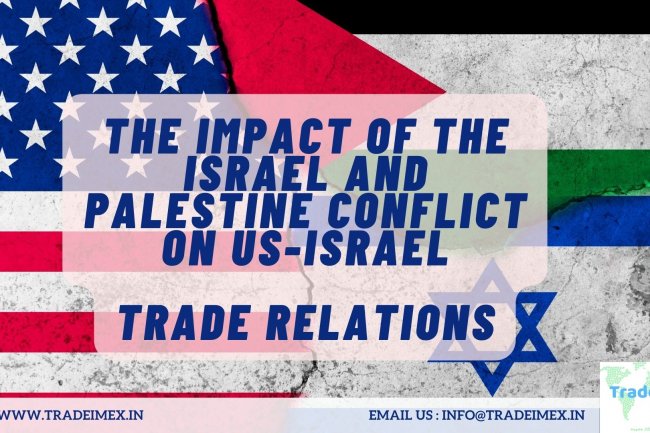 THE IMPACT OF THE
ISRAEL AND
PALESTINE CONFLICT
ON US-ISRAEL
TRADE RELATIONS
Trade
WWW.TRADEIMEX.IN
EMAIL US : INFO@TRADEIMEX.IN